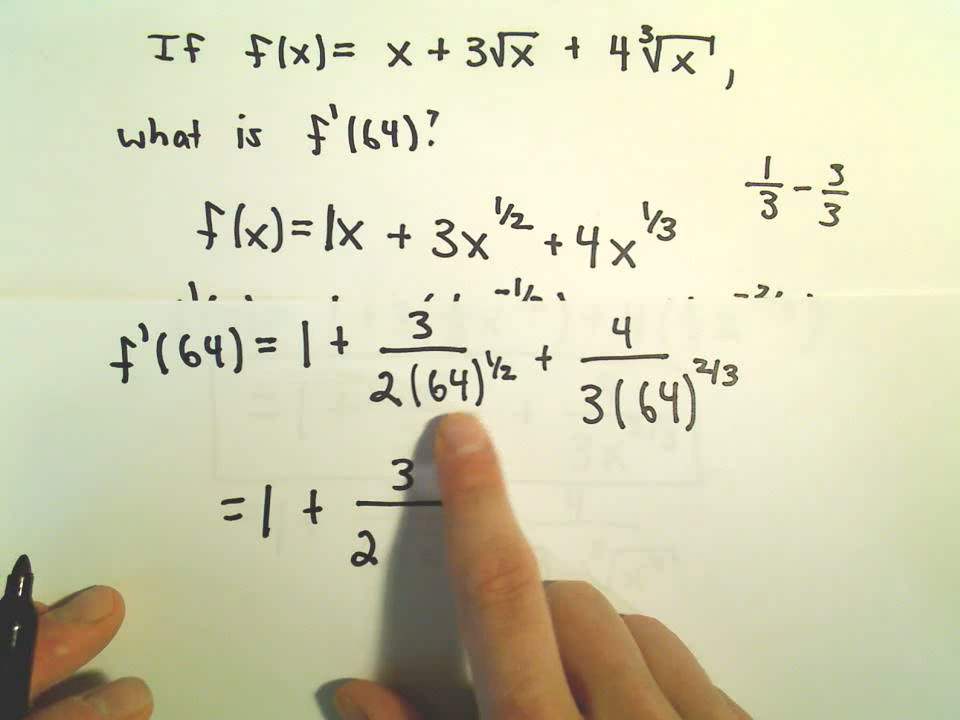 If f(x)= x + 3√x + 4∛x,
what is f'(64)?
1/3 - 3/3
f(x)=1x + 3x^1/2 + 4x^1/3
f'(64)= 1 + 3/2(64)^1/2 + 4/3(64)^2/3
=1 + 3/2